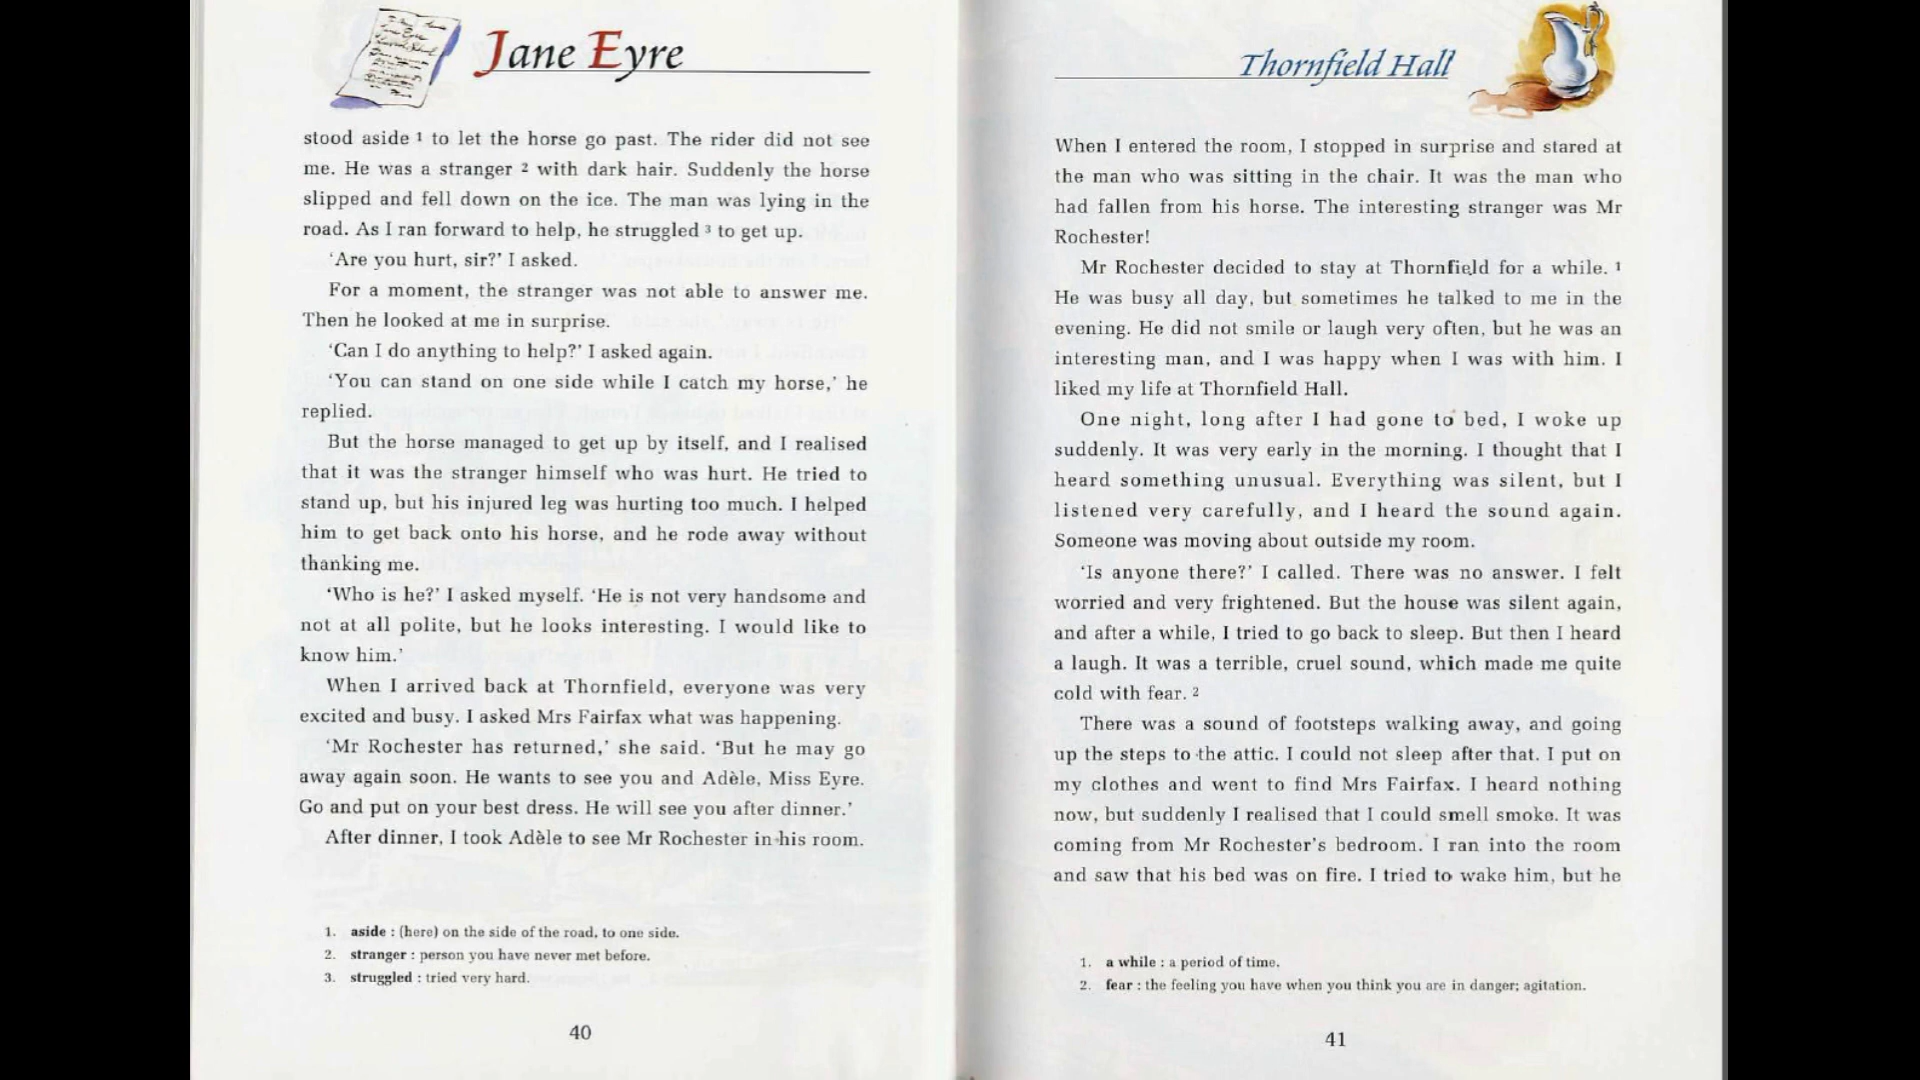 Jane Eyre
stood aside 1 to let the horse go past. The rider did not see
me. He was a stranger 2 with dark hair. Suddenly the horse
slipped and fell down on the ice. The man was lying in the
road. As I ran forward to help, he struggled 3 to get up.
‘Are you hurt, sir?’ I asked.
For a moment, the stranger was not able to answer me.
Then he looked at me in surprise.
‘Can I do anything to help?’ I asked again.
‘You can stand on one side while I catch my horse,’ he
replied.
But the horse managed to get up by itself, and I realised
that it was the stranger himself who was hurt. He tried to
stand up, but his injured leg was hurting too much. I helped
him to get back onto his horse, and he rode away without
thanking me.
‘Who is he?’ I asked myself. ‘He is not very handsome and
not at all polite, but he looks interesting. I would like to
know him.’
When I arrived back at Thornfield, everyone was very
excited and busy. I asked Mrs Fairfax what was happening.
‘Mr Rochester has returned,’ she said. ‘But he may go
away again soon. He wants to see you and Adèle, Miss Eyre.
Go and put on your best dress. He will see you after dinner.’
After dinner, I took Adèle to see Mr Rochester in his room.
1. aside : (here) on the side of the road, to one side.
2. stranger : person you have never met before.
3. struggled : tried very hard.
40
Thornfield Hall
When I entered the room, I stopped in surprise and stared at
the man who was sitting in the chair. It was the man who
had fallen from his horse. The interesting stranger was Mr
Rochester!
Mr Rochester decided to stay at Thornfield for a while. 1
He was busy all day, but sometimes he talked to me in the
evening. He did not smile or laugh very often, but he was an
interesting man, and I was happy when I was with him. I
liked my life at Thornfield Hall.
One night, long after I had gone to bed, I woke up
suddenly. It was very early in the morning. I thought that I
heard something unusual. Everything was silent, but I
listened very carefully, and I heard the sound again.
Someone was moving about outside my room.
‘Is anyone there?’ I called. There was no answer. I felt
worried and very frightened. But the house was silent again,
and after a while, I tried to go back to sleep. But then I heard
a laugh. It was a terrible, cruel sound, which made me quite
cold with fear. 2
There was a sound of footsteps walking away, and going
up the steps to the attic. I could not sleep after that. I put on
my clothes and went to find Mrs Fairfax. I heard nothing
now, but suddenly I realised that I could smell smoke. It was
coming from Mr Rochester’s bedroom. I ran into the room
and saw that his bed was on fire. I tried to wake him, but he
1. a while : a period of time.
2. fear : the feeling you have when you think you are in danger; agitation.
41